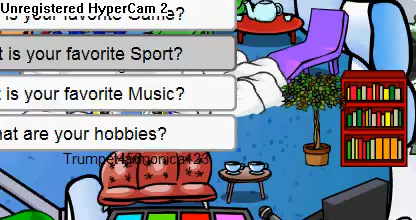 Unregistered HyperCam 2
is your favorite Game?
t is your favorite Sport?
t is your favorite Music?
hat are your hobbies?